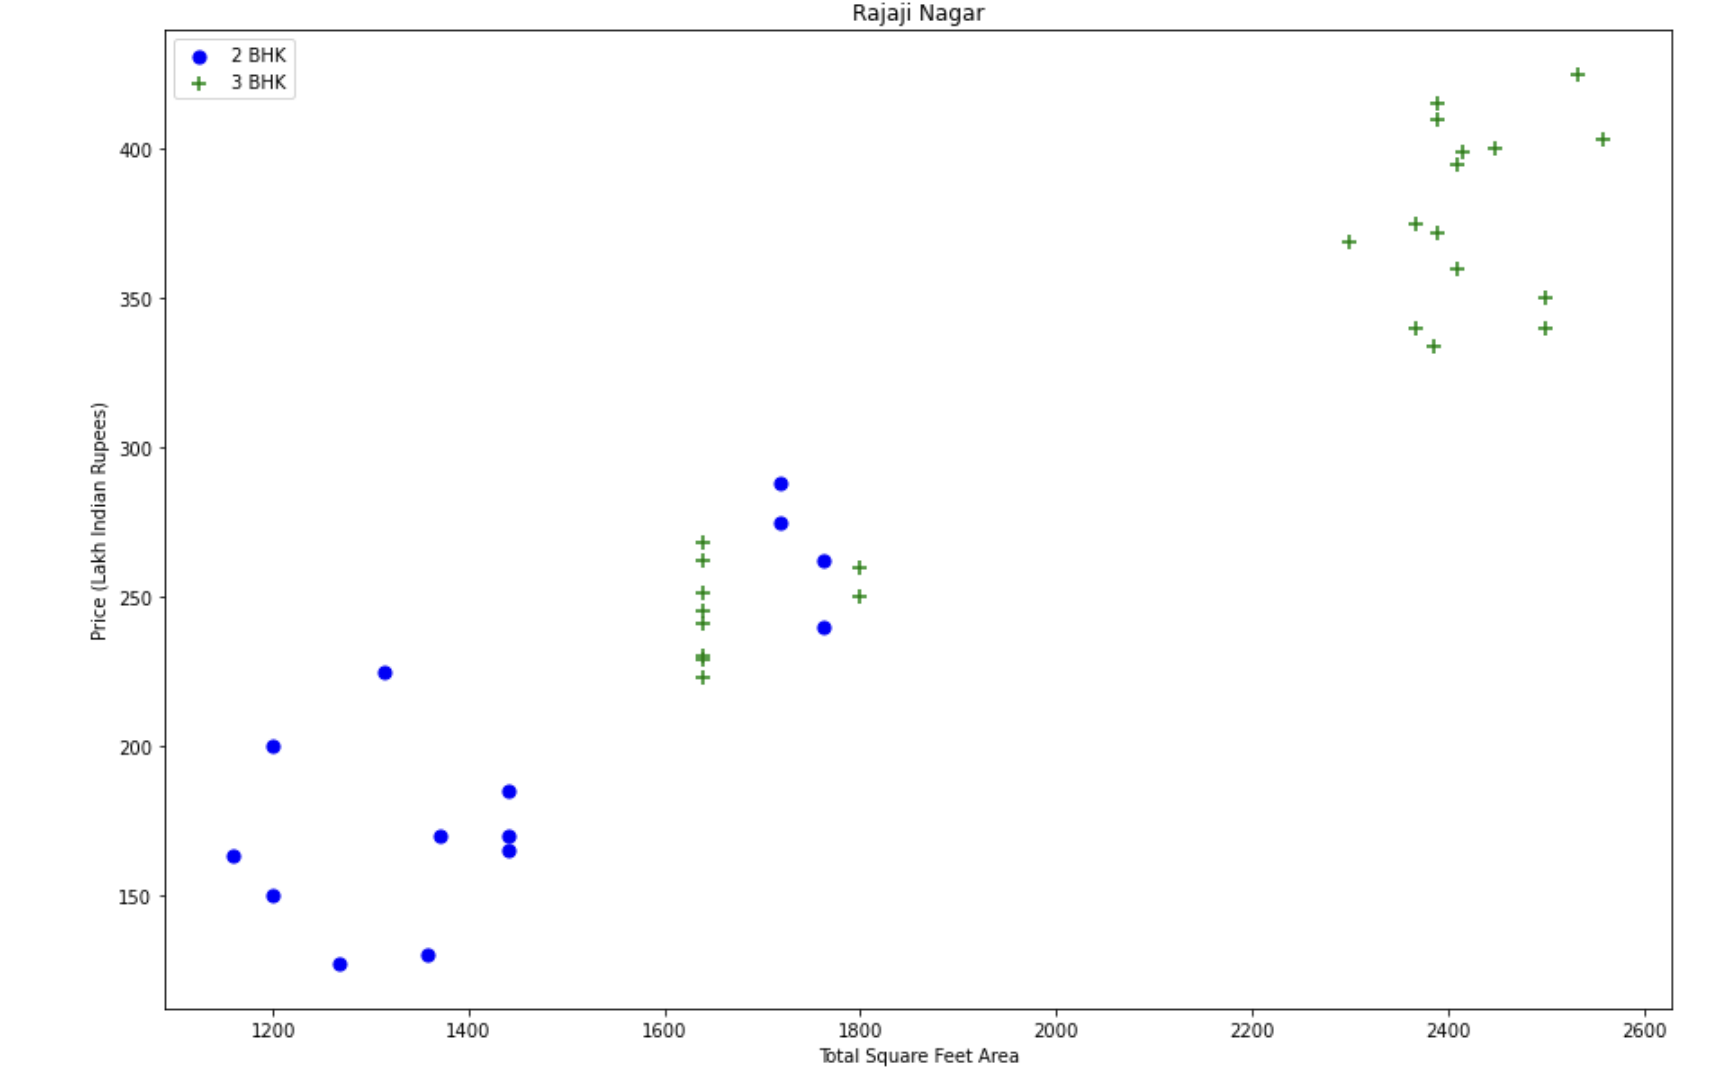 Rajaji Nagar
2 BHK
3 BHK
Price (Lakh Indian Rupees)
400
350
300
250
200
150
1200 1400 1600 1800 2000 2200 2400 2600
Total Square Feet Area